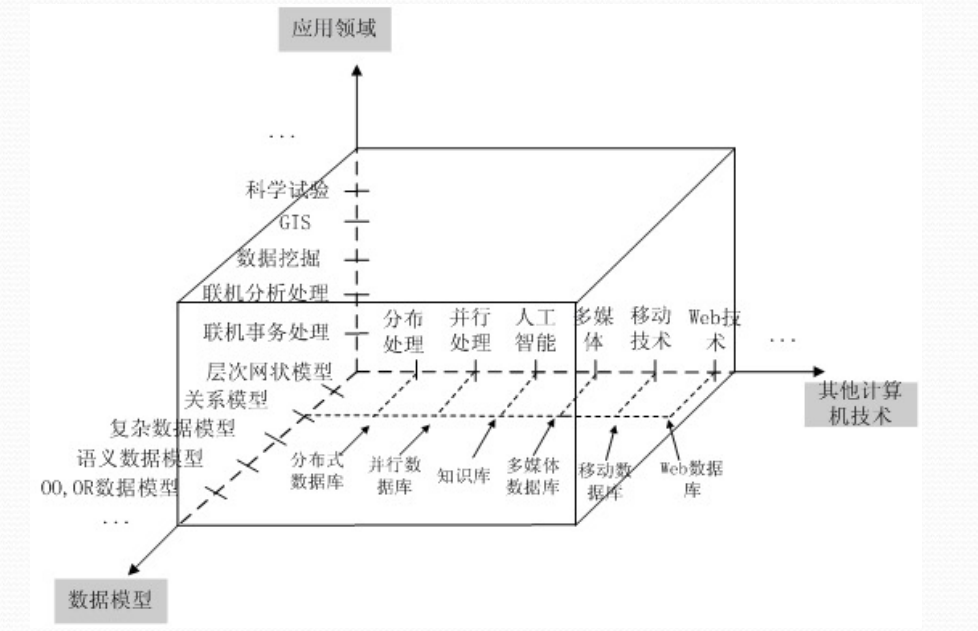 应用领域
...
科学试验
GIS
数据挖掘
联机分析处理
联机事务处理
分布
处理
并行
处理
人工
智能
多媒
体
移动
技术
Web技
术
...
层次网状模型
关系模型
复杂数据模型
语义数据模型
OO,OR数据模型
...
其他计算
机技术
分布式
数据库
并行数
据库
知识库
多媒体
数据库
移动数
据库
Web数据
库
数据模型